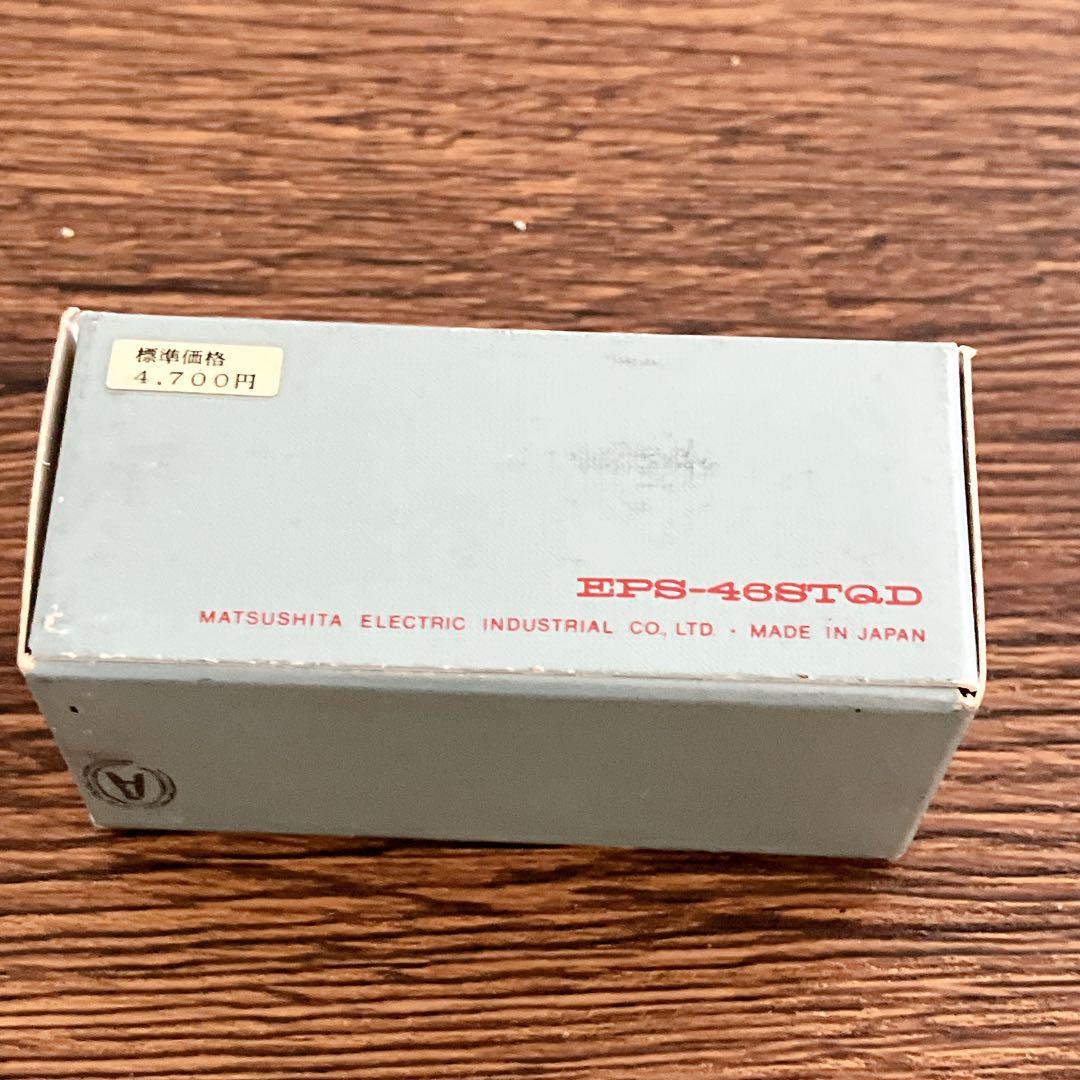 標準価格
4,700円
EPS-46STQD
MATSUSHITA ELECTRIC INDUSTRIAL CO., LTD. · MADE IN JAPAN
A